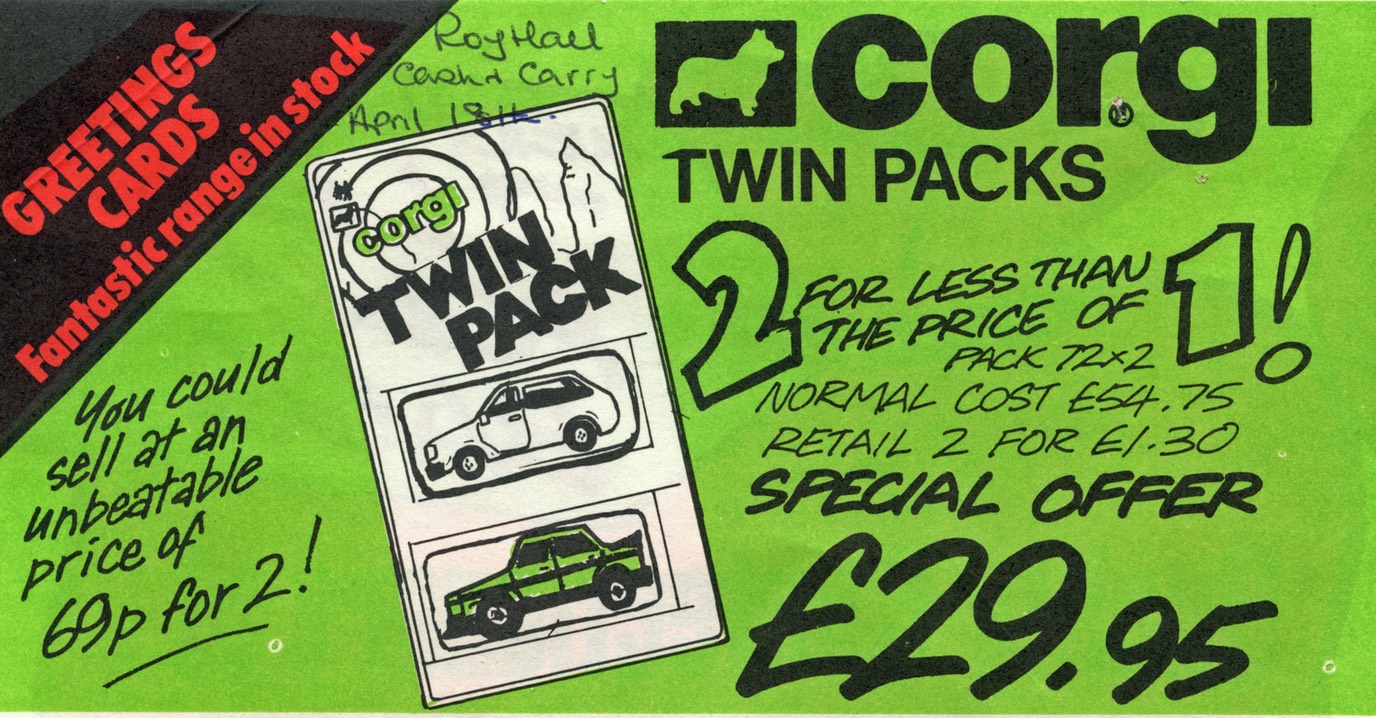 GREETINGS
CARDS
Fantastic range in stock
Roy Hall
Cash & Carry
April 18th.
corgi
TWIN PACKS
corgi
TWIN
PACK
2 FOR LESS THAN
THE PRICE OF 1!
PACK 72x2
NORMAL COST £54.75
RETAIL 2 FOR £1.30
SPECIAL OFFER
£29.95
You could
sell at an
unbeatable
price of
69p for 2!